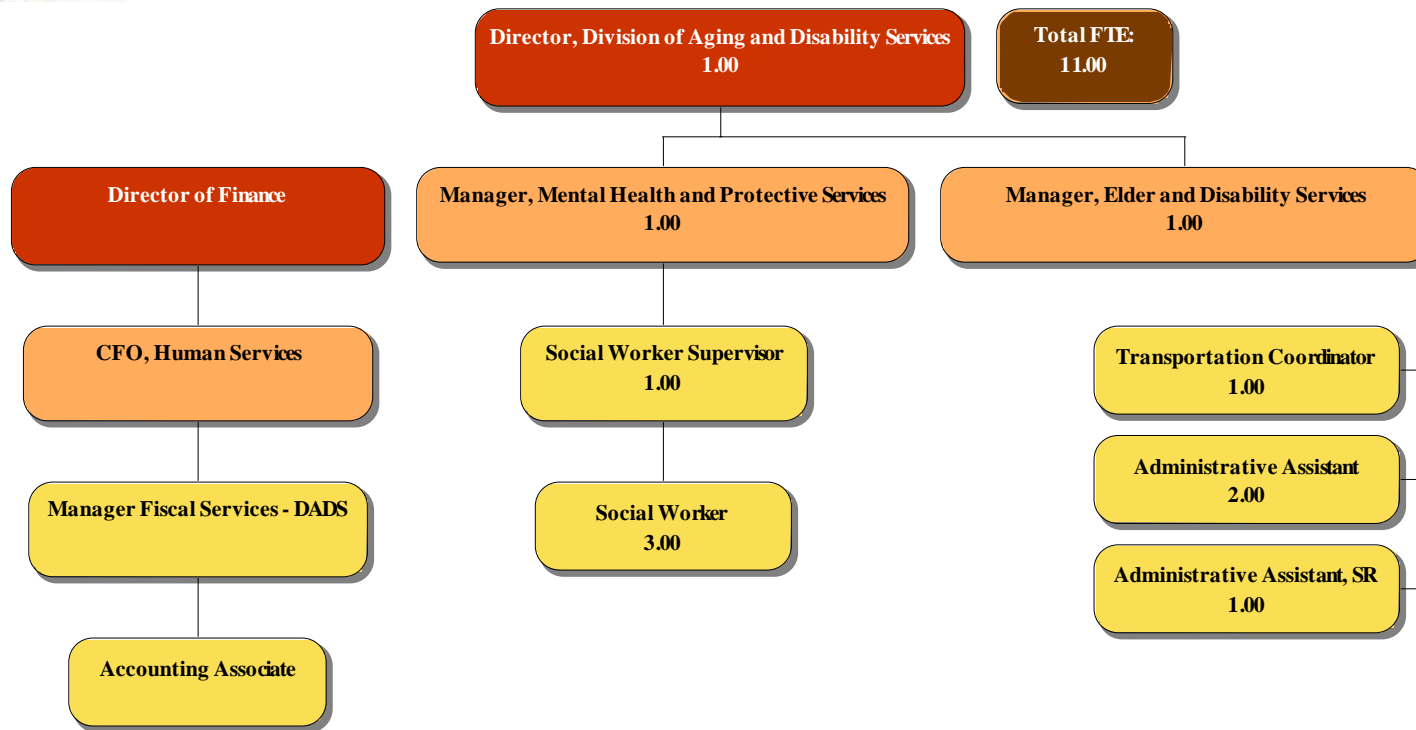 Director, Division of Aging and Disability Services
1.00
Total FTE:
11.00
Director of Finance
Manager, Mental Health and Protective Services
1.00
Manager, Elder and Disability Services
1.00
CFO, Human Services
Social Worker Supervisor
1.00
Transportation Coordinator
1.00
Manager Fiscal Services - DADS
Social Worker
3.00
Administrative Assistant
2.00
Administrative Assistant, SR
1.00
Accounting Associate